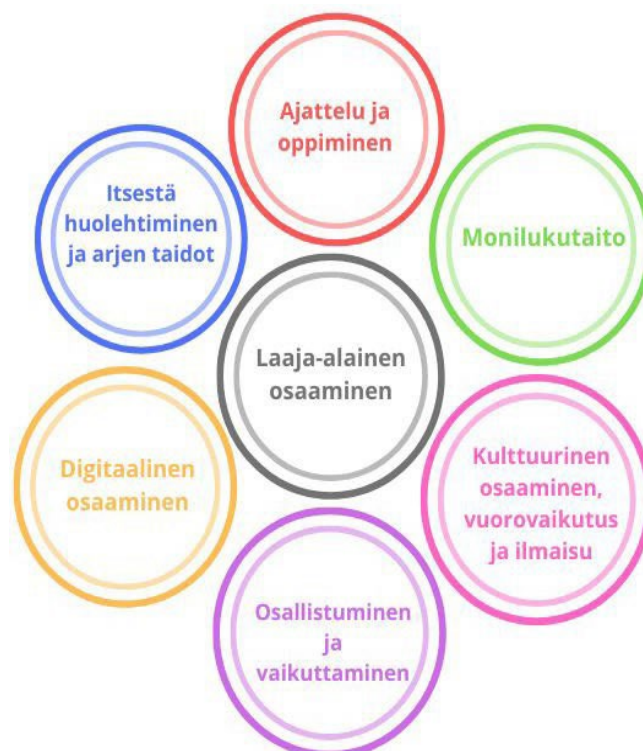 Ajattelu ja
oppiminen
Itsestä
huolehtiminen
ja arjen taidot
Monilukutaito
Laaja-alainen
osaaminen
Digitaalinen
osaaminen
Kulttuurinen
osaaminen,
vuorovaikutus
ja ilmaisu
Osallistuminen
ja
vaikuttaminen